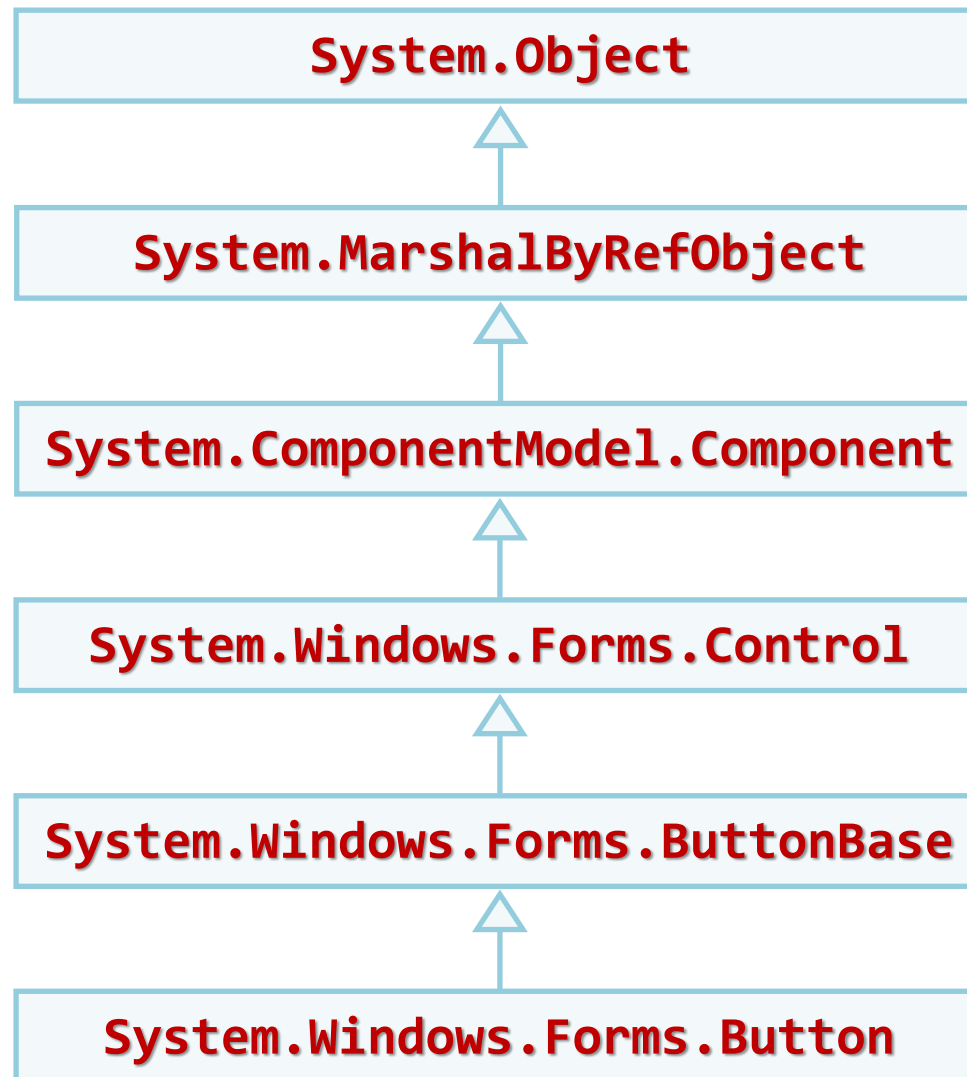 System.Object
System.MarshalByRefObject
System.ComponentModel.Component
System.Windows.Forms.Control
System.Windows.Forms.ButtonBase
System.Windows.Forms.Button